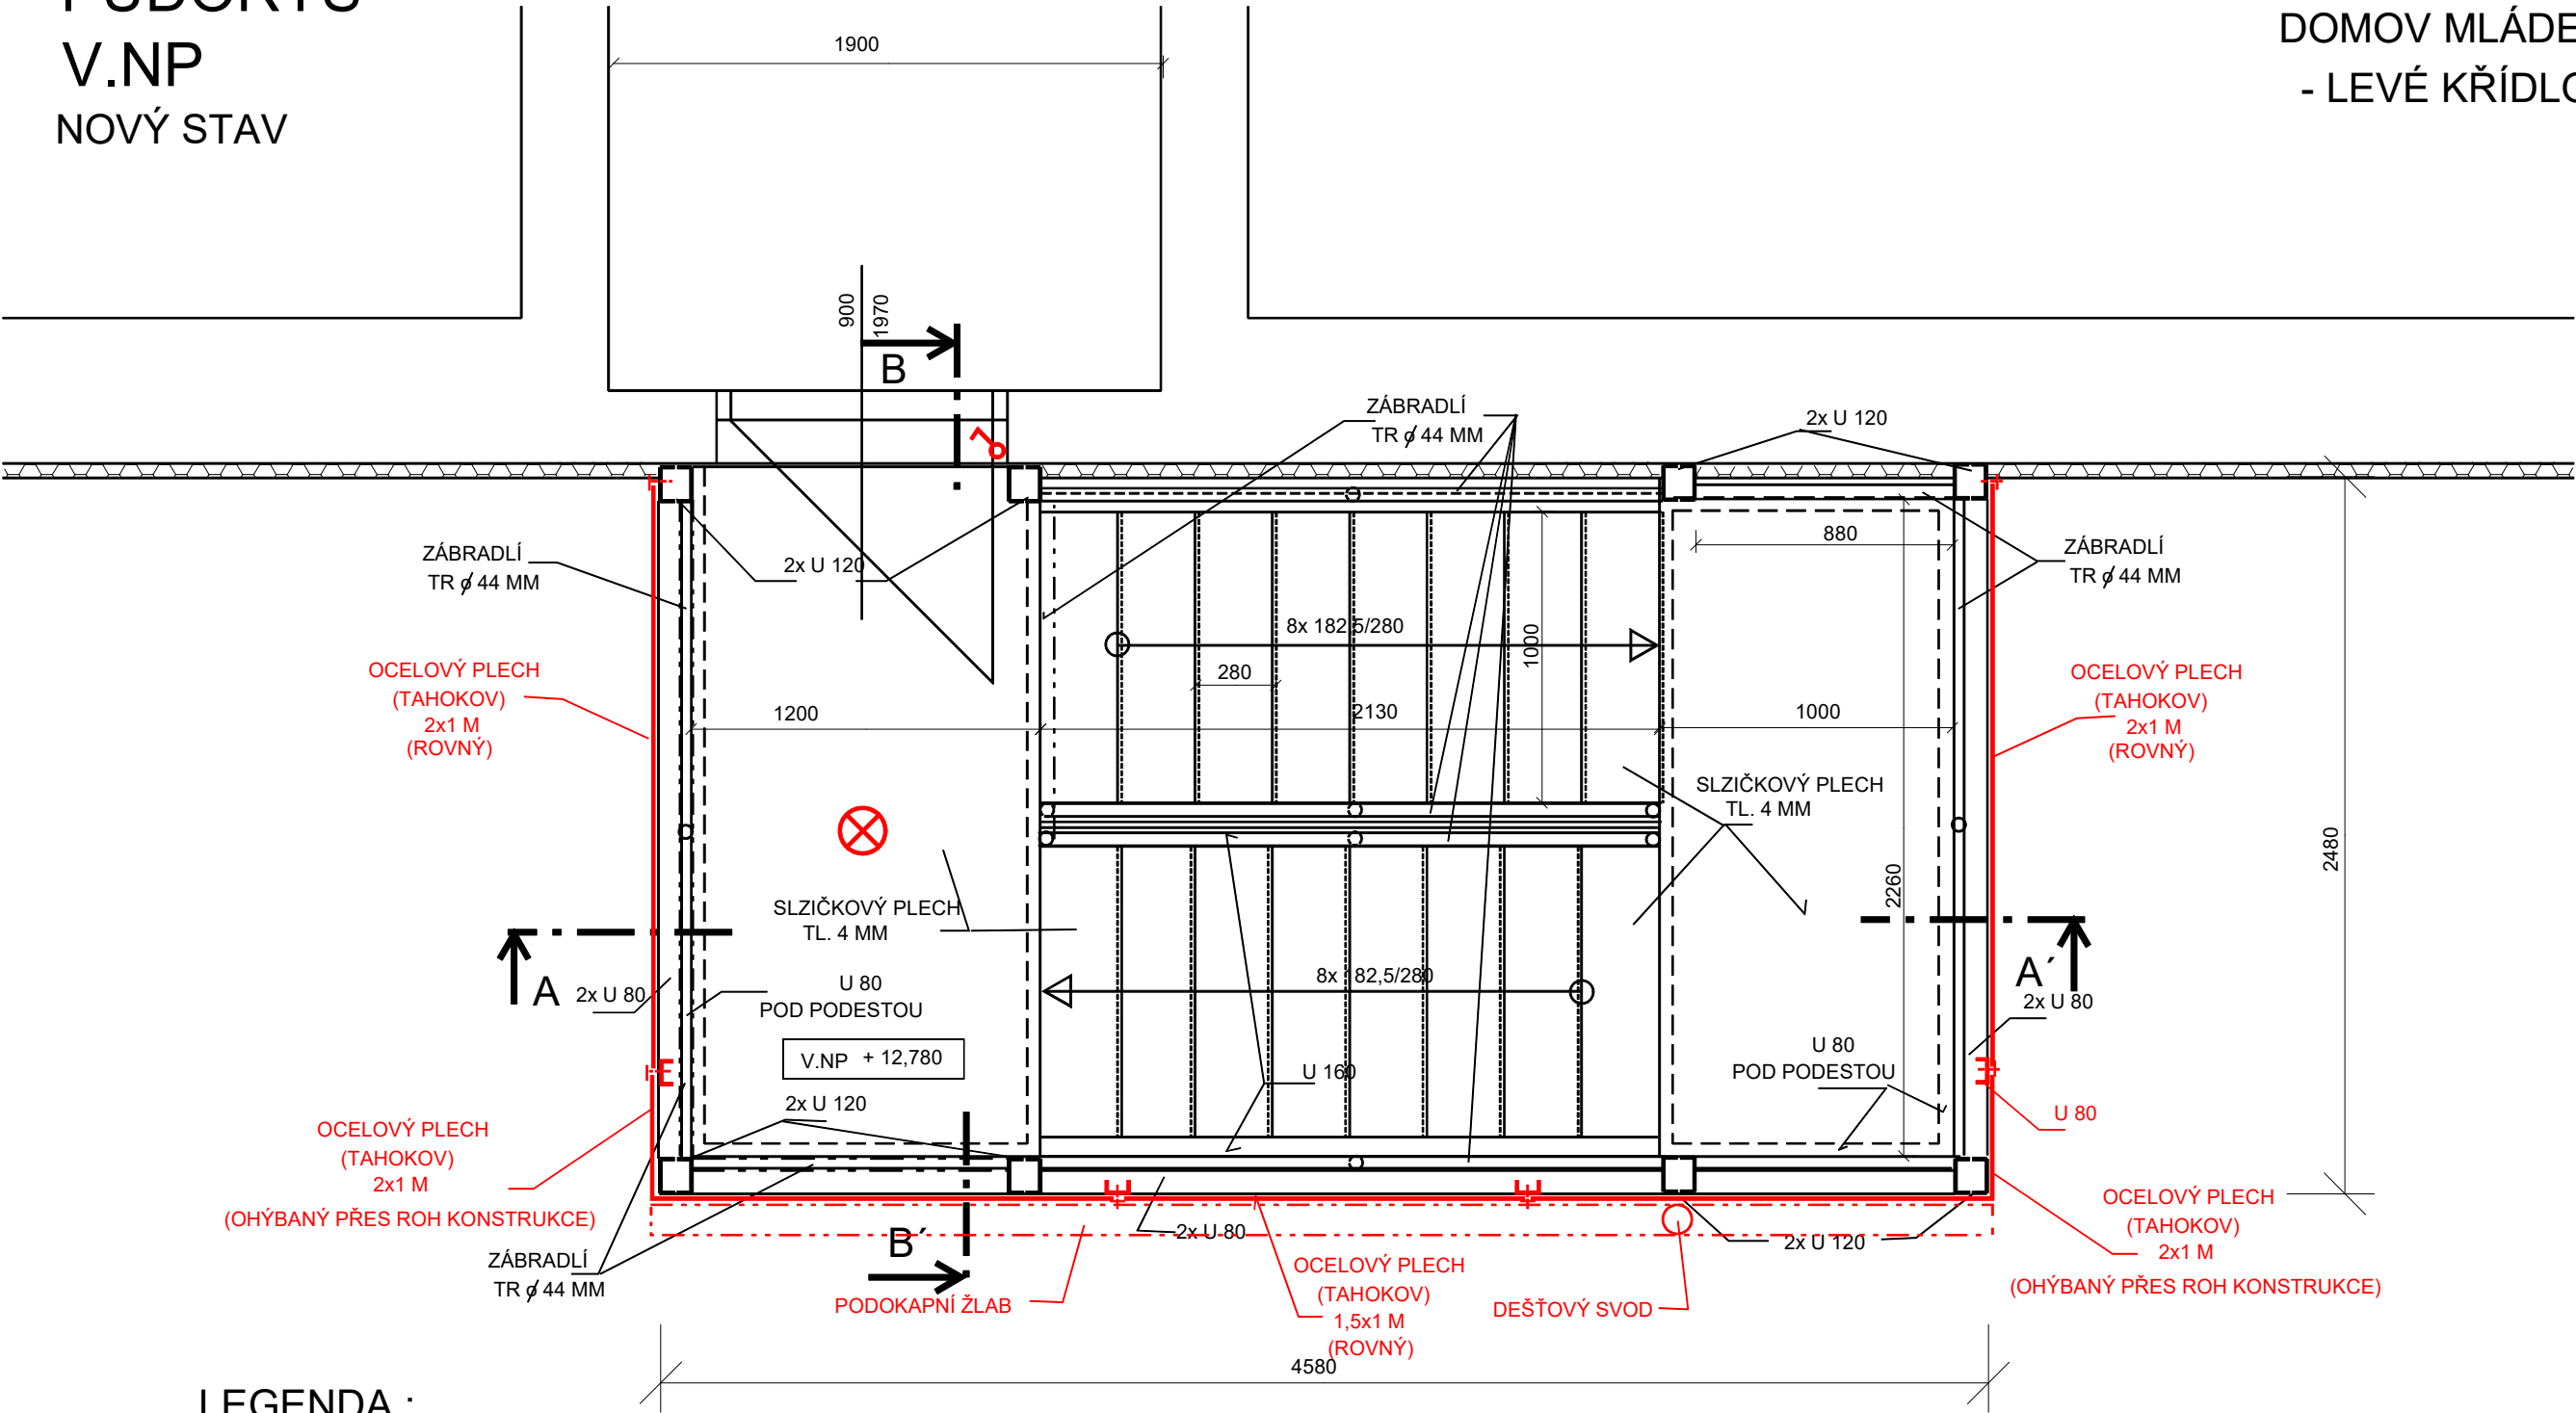 V.NP
NOVÝ STAV
- LEVÉ KŘÍDLO
DOMOV
1900
900
1970
B
ZÁBRADLÍ
TR ø 44 MM
2x U 120
ZÁBRADLÍ
TR ø 44 MM
2x U 120
880
ZÁBRADLÍ
TR ø 44 MM
8x 182,5/280
1000
280
OCELOVÝ PLECH
(TAHOKOV)
2x1 M
(ROVNÝ)
1200
2130
1000
OCELOVÝ PLECH
(TAHOKOV)
2x1 M
(ROVNÝ)
SLZIČKOVÝ PLECH
TL. 4 MM
2480
2260
SLZIČKOVÝ PLECH
TL. 4 MM
A
2x U 80
U 80
POD PODESTOU
8x 182,5/280
A´
2x U 80
V.NP + 12,780
U 160
U 80
POD PODESTOU
2x U 120
U 80
OCELOVÝ PLECH
(TAHOKOV)
2x1 M
(OHÝBANÝ PŘES ROH KONSTRUKCE)
OCELOVÝ PLECH
(TAHOKOV)
2x1 M
(OHÝBANÝ PŘES ROH KONSTRUKCE)
B´
2x U 80
2x U 120
ZÁBRADLÍ
TR ø 44 MM
PODOKAPNÍ ŽLAB
OCELOVÝ PLECH
(TAHOKOV)
1,5x1 M
(ROVNÝ)
DEŠŤOVÝ SVOD
4580
LEGENDA :